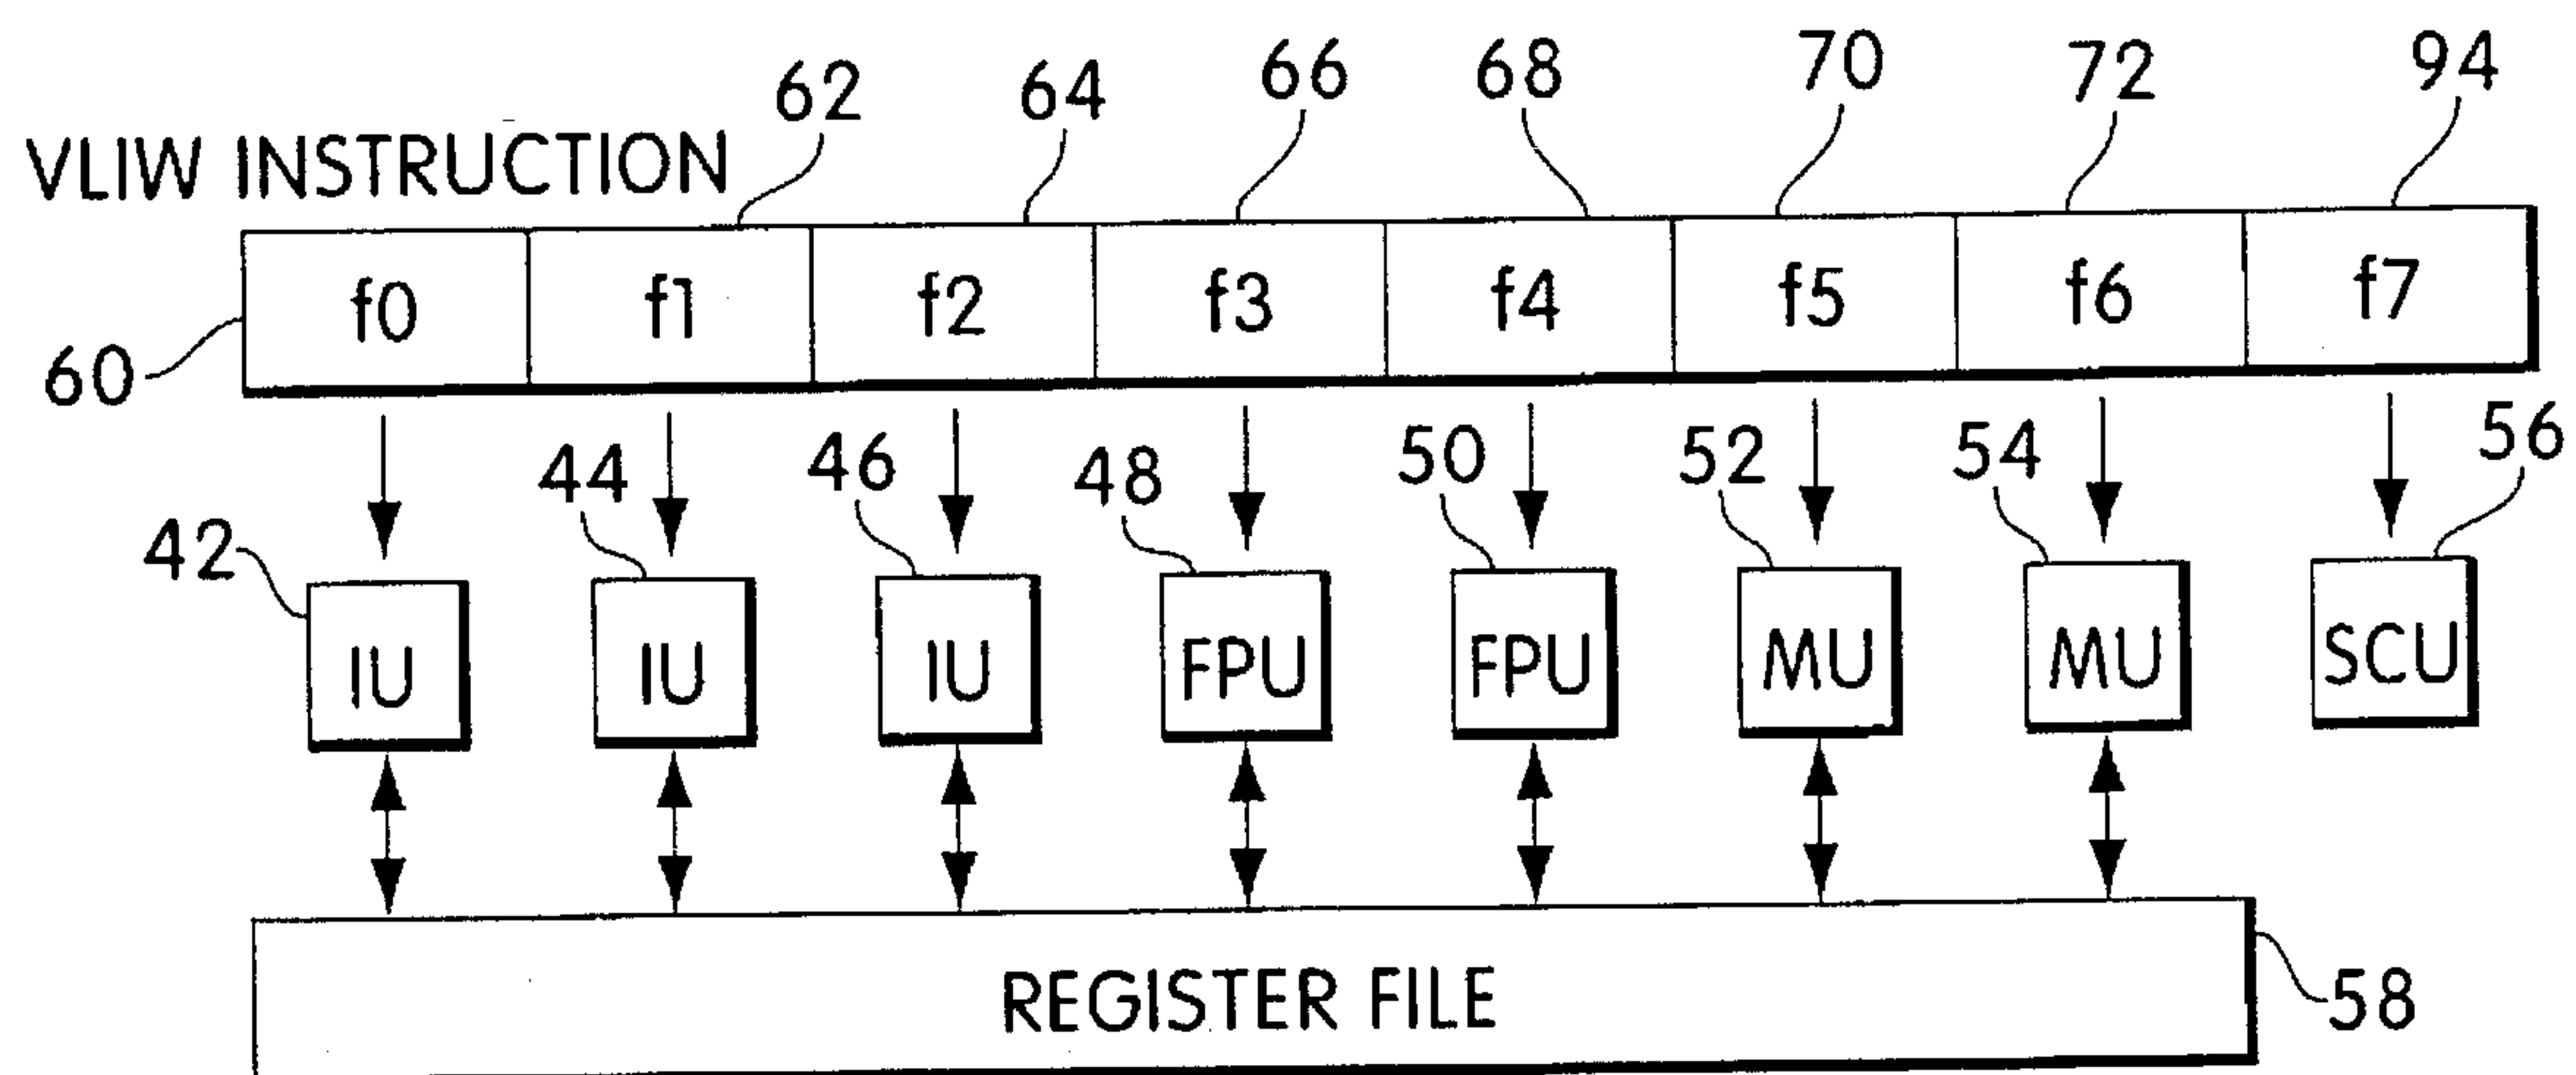 62 64 66 68 70 72 94
VLIW INSTRUCTION
f0 f1 f2 f3 f4 f5 f6 f7
60
42 44 46 48 50 52 54 56
IU IU IU FPU FPU MU MU SCU
REGISTER FILE
58